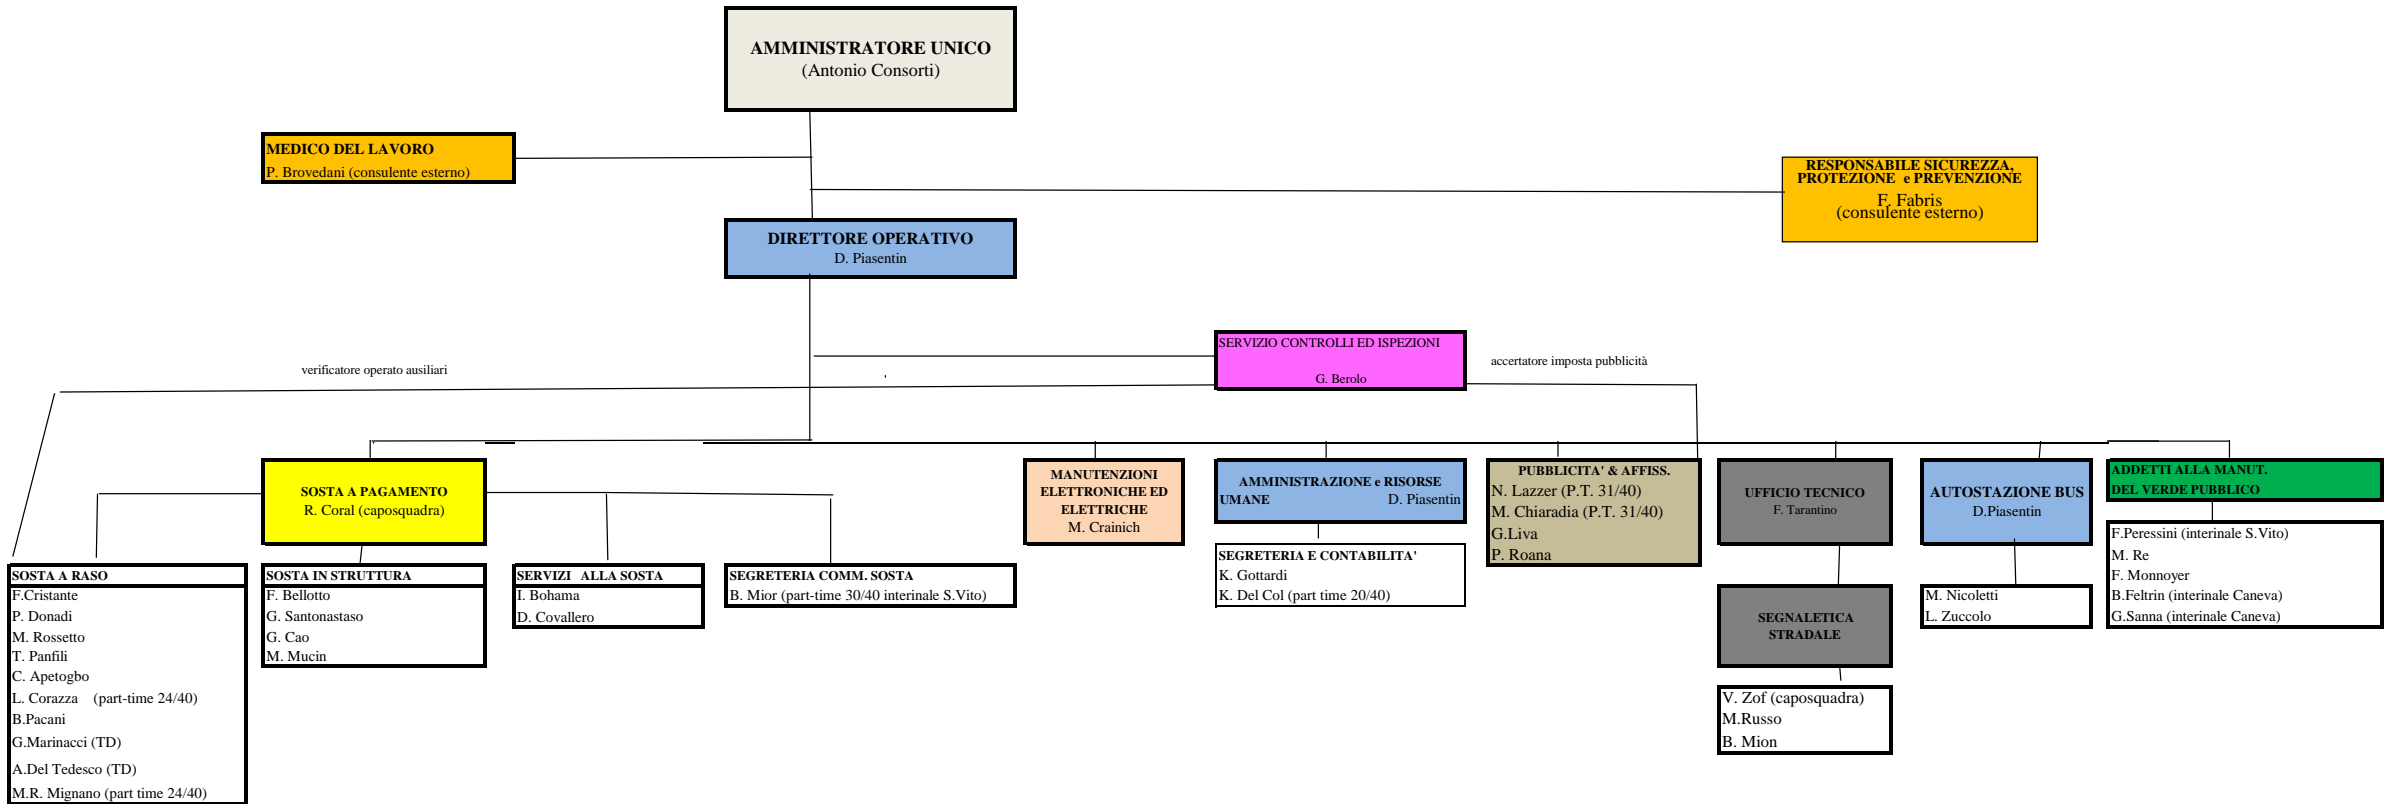 AMMINISTRATORE UNICO
(Antonio Consorti)
MEDICO DEL LAVORO
P. Brovedani (consulente esterno)
RESPONSABILE SICUREZZA,
PROTEZIONE e PREVENZIONE
F. Fabris
(consulente esterno)
DIRETTORE OPERATIVO
D. Piasentin
SERVIZIO CONTROLLI ED ISPEZIONI
G. Berolo
verificatore operato ausiliari
accertatore imposta pubblicità
SOSTA A PAGAMENTO
R. Coral (caposquadra)
MANUTENZIONI
ELETTRONICHE ED
ELETTRICHE
M. Crainich
AMMINISTRAZIONE e RISORSE
UMANE D. Piasentin
PUBBLICITA' & AFFISS.
N. Lazzer (P.T. 31/40)
M. Chiaradia (P.T. 31/40)
G.Liva
P. Roana
UFFICIO TECNICO
F. Tarantino
AUTOSTAZIONE BUS
D.Piasentin
ADDETTI ALLA MANUT.
DEL VERDE PUBBLICO
SOSTA A RASO
F.Cristante
P. Donadi
M. Rossetto
T. Panfili
C. Apetogbo
L. Corazza (part-time 24/40)
B.Pacani
G.Marinacci (TD)
A.Del Tedesco (TD)
M.R. Mignano (part time 24/40)
SOSTA IN STRUTTURA
F. Bellotto
G. Santonastaso
G. Cao
M. Mucin
SERVIZI ALLA SOSTA
I. Bohama
D. Covallero
SEGRETERIA COMM. SOSTA
B. Mior (part-time 30/40 interinale S.Vito)
SEGRETERIA E CONTABILITA'
K. Gottardi
K. Del Col (part time 20/40)
SEGNALETICA
STRADALE
V. Zof (caposquadra)
M.Russo
B. Mion
M. Nicoletti
L. Zuccolo
F.Peressini (interinale S.Vito)
M. Re
F. Monnoyer
B.Feltrin (interinale Caneva)
G.Sanna (interinale Caneva)